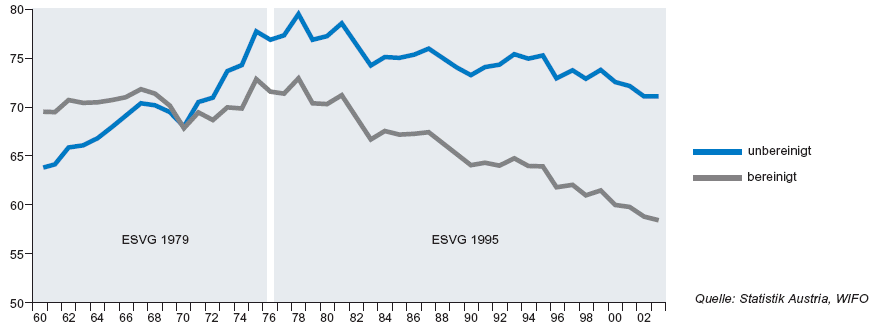 80
75
70
65
60
55
50
ESVG 1979
ESVG 1995
60 62 64 66 68 70 72 74 76 78 80 82 84 86 88 90 92 94 96 98 00 02
unbereinigt
bereinigt
Quelle: Statistik Austria, WIFO